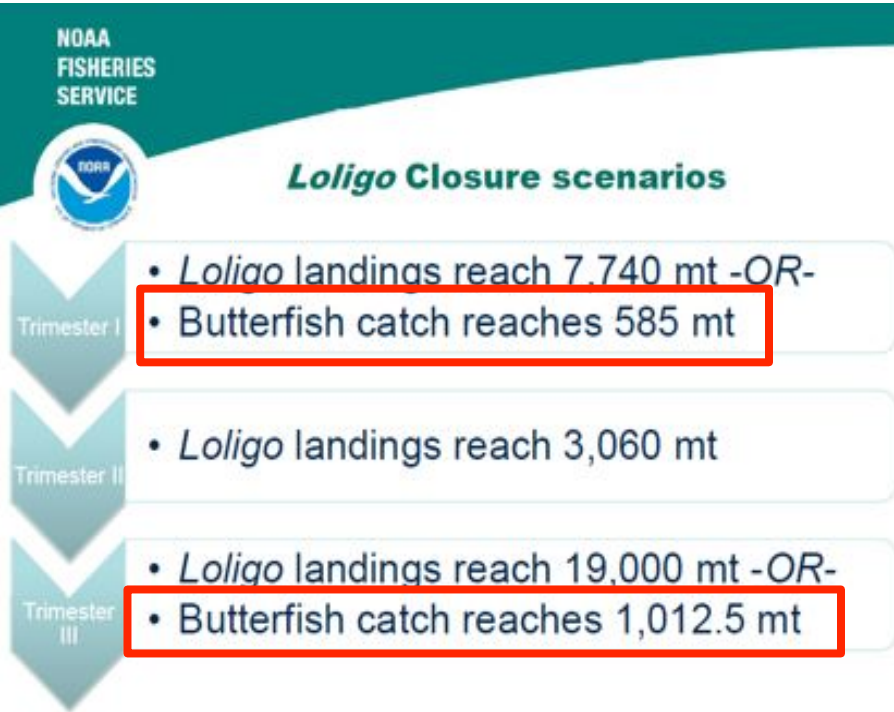 NOAA
FISHERIES
SERVICE
NOAA
Loligo Closure scenarios
• Loligo landings reach 7,740 mt -OR-
Trimester I
• Butterfish catch reaches 585 mt
• Loligo landings reach 3,060 mt
Trimester II
• Loligo landings reach 19,000 mt -OR-
Trimester
III
• Butterfish catch reaches 1,012.5 mt